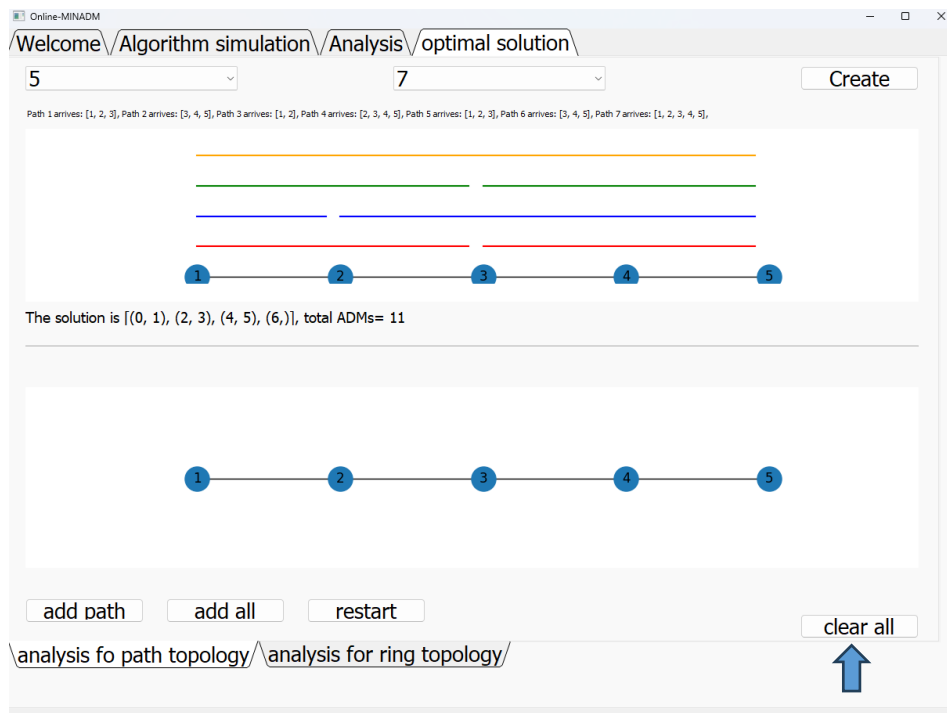 Online-MINADM
Welcome Algorithm simulation Analysis optimal solution
5 7 Create
Path 1 arrives: [1, 2, 3], Path 2 arrives: [3, 4, 5], Path 3 arrives: [1, 2], Path 4 arrives: [2, 3, 4, 5], Path 5 arrives: [1, 2, 3], Path 6 arrives: [3, 4, 5], Path 7 arrives: [1, 2, 3, 4, 5],
1 2 3 4 5
The solution is [(0, 1), (2, 3), (4, 5), (6,)], total ADMs= 11
1 2 3 4 5
add path add all restart
clear all
analysis fo path topology analysis for ring topology